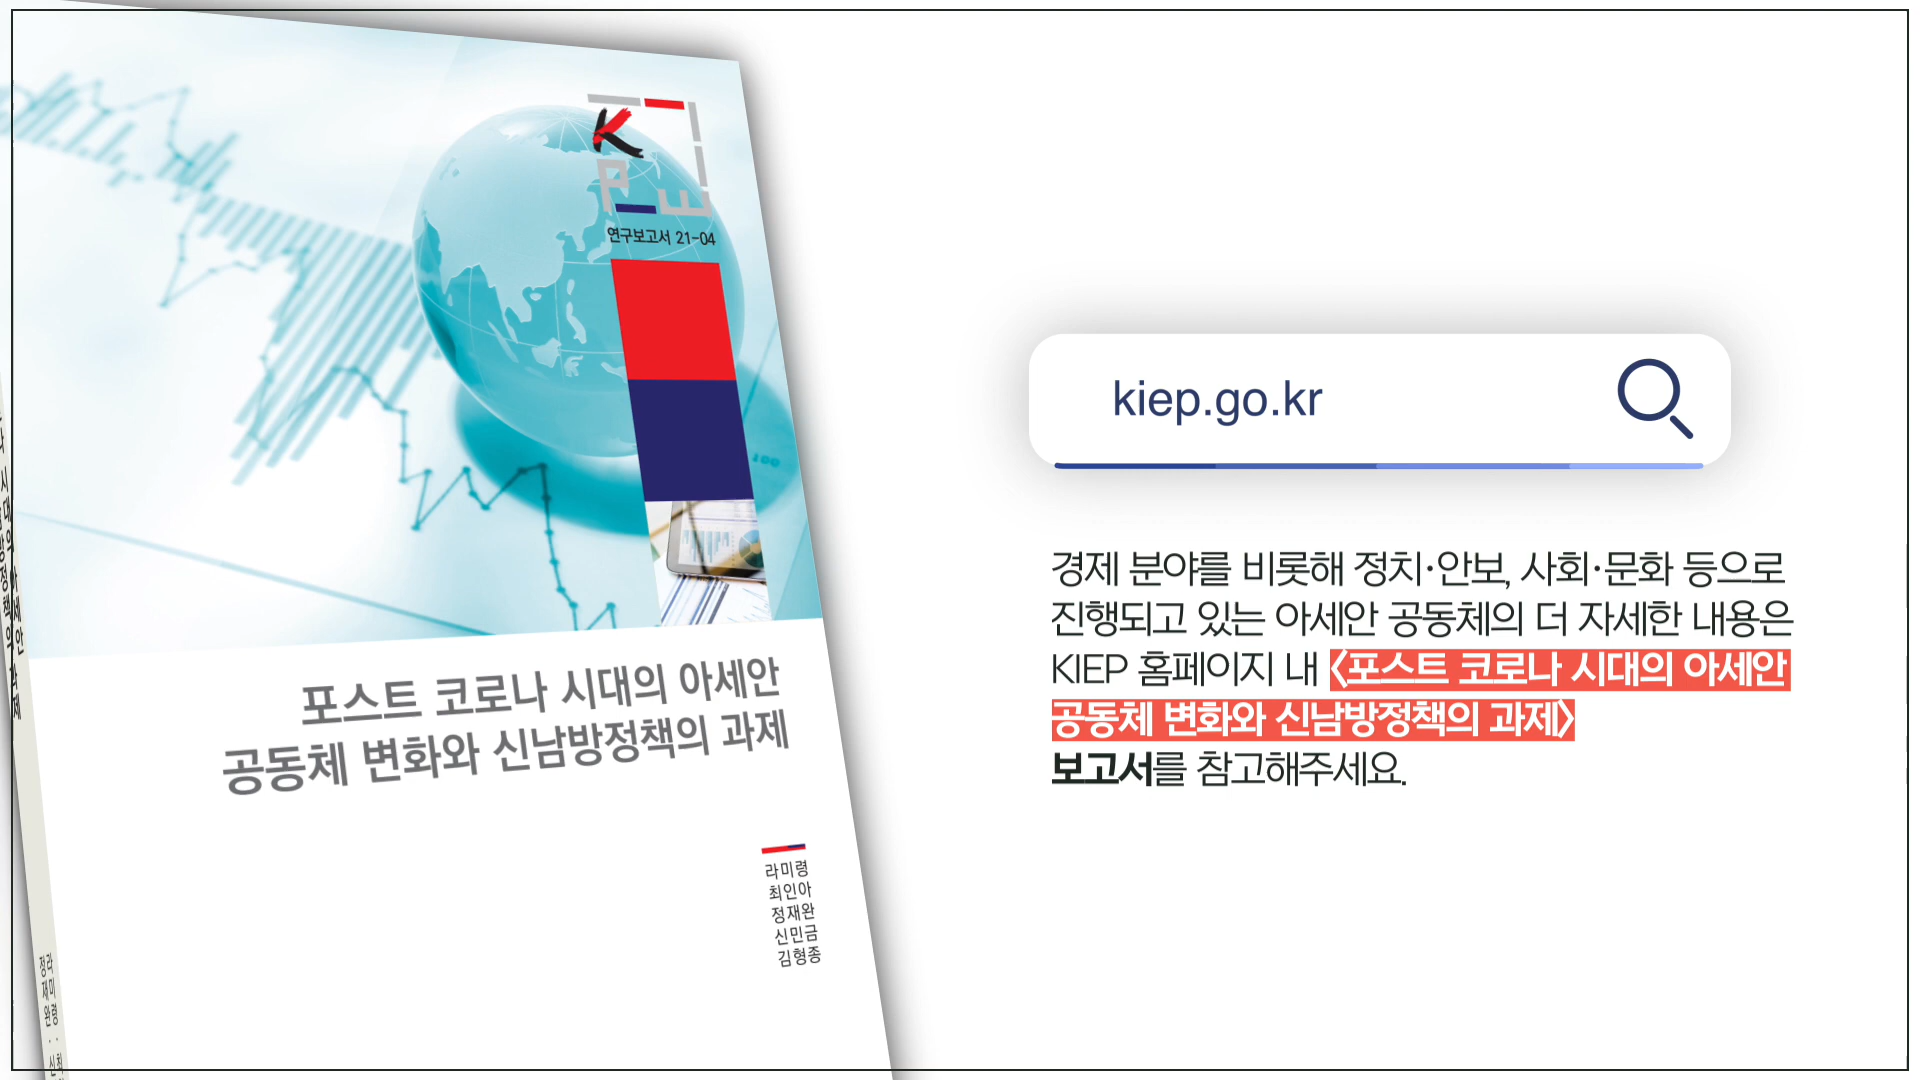 KIEP
연구보고서 21-04
포스트 코로나 시대의 아세안
공동체 변화와 신남방정책의 과제
라미령
최인아
정재완
신민금
김형종
kiep.go.kr
경제 분야를 비롯해 정치·안보, 사회·문화 등으로
진행되고 있는 아세안 공동체의 더 자세한 내용은
KIEP 홈페이지 내 <포스트 코로나 시대의 아세안
공동체 변화와 신남방정책의 과제>
보고서를 참고해주세요.